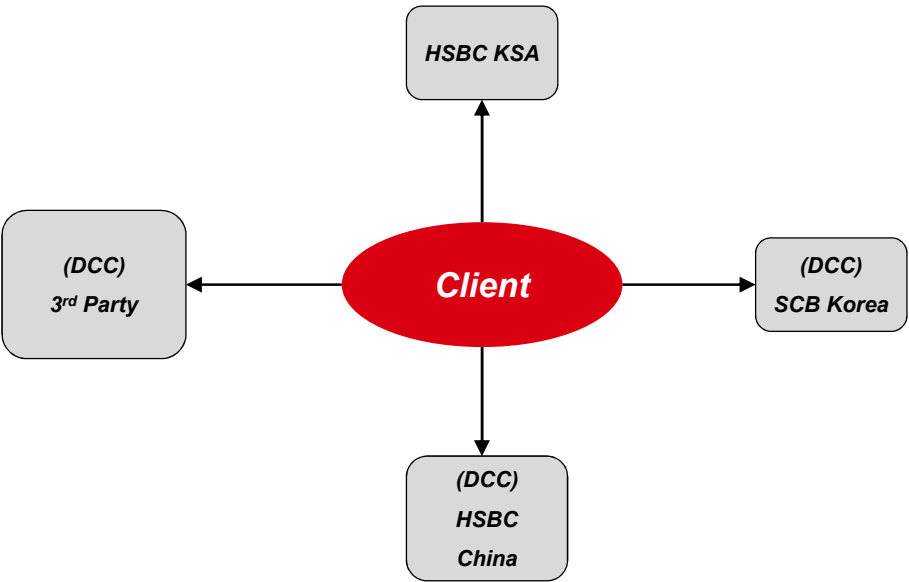 HSBC KSA
(DCC)
3rd Party
Client
(DCC)
SCB Korea
(DCC)
HSBC
China